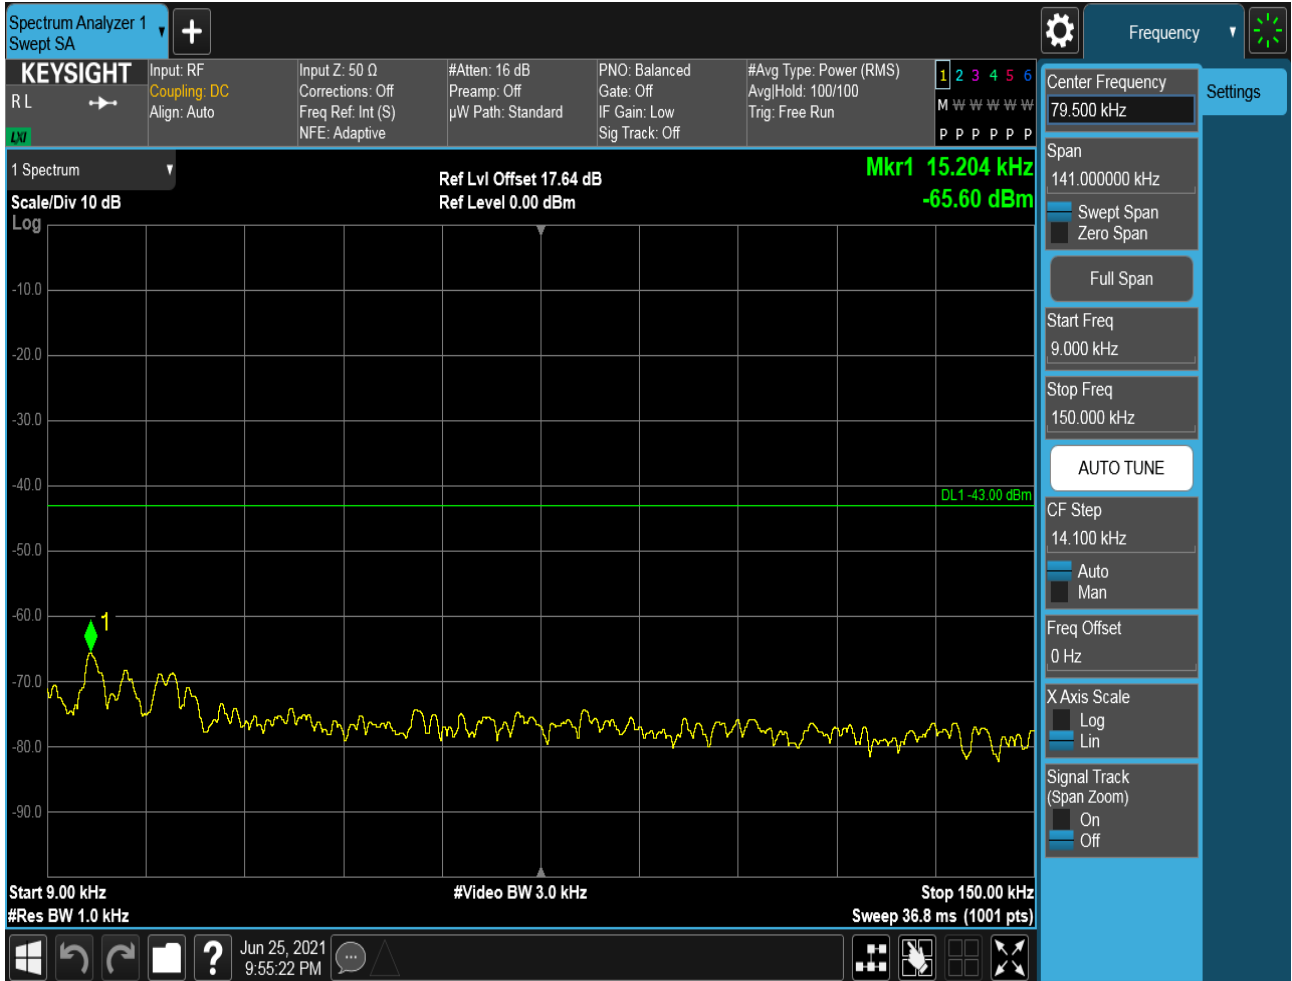 Spectrum Analyzer 1
Swept SA
Frequency
KEYSIGHT
R L
LXI
Input: RF
Coupling: DC
Align: Auto
Input Z: 50 Ω
Corrections: Off
Freq Ref: Int (S)
NFE: Adaptive
#Atten: 16 dB
Preamp: Off
µW Path: Standard
PNO: Balanced
Gate: Off
IF Gain: Low
Sig Track: Off
#Avg Type: Power (RMS)
Avg|Hold: 100/100
Trig: Free Run
1 2 3 4 5 6
M W W W W W
P P P P P P
1 Spectrum
Scale/Div 10 dB
Log
Ref Lvl Offset 17.64 dB
Ref Level 0.00 dBm
Mkr1 15.204 kHz
-65.60 dBm
-10.0
-20.0
-30.0
-40.0
DL1 -43.00 dBm
-50.0
-60.0
1
-70.0
-80.0
-90.0
Start 9.00 kHz
#Video BW 3.0 kHz
Stop 150.00 kHz
#Res BW 1.0 kHz
Sweep 36.8 ms (1001 pts)
?
Jun 25, 2021
9:55:22 PM
Center Frequency
79.500 kHz
Settings
Span
141.000000 kHz
Swept Span
Zero Span
Full Span
Start Freq
9.000 kHz
Stop Freq
150.000 kHz
AUTO TUNE
CF Step
14.100 kHz
Auto
Man
Freq Offset
0 Hz
X Axis Scale
Log
Lin
Signal Track
(Span Zoom)
On
Off